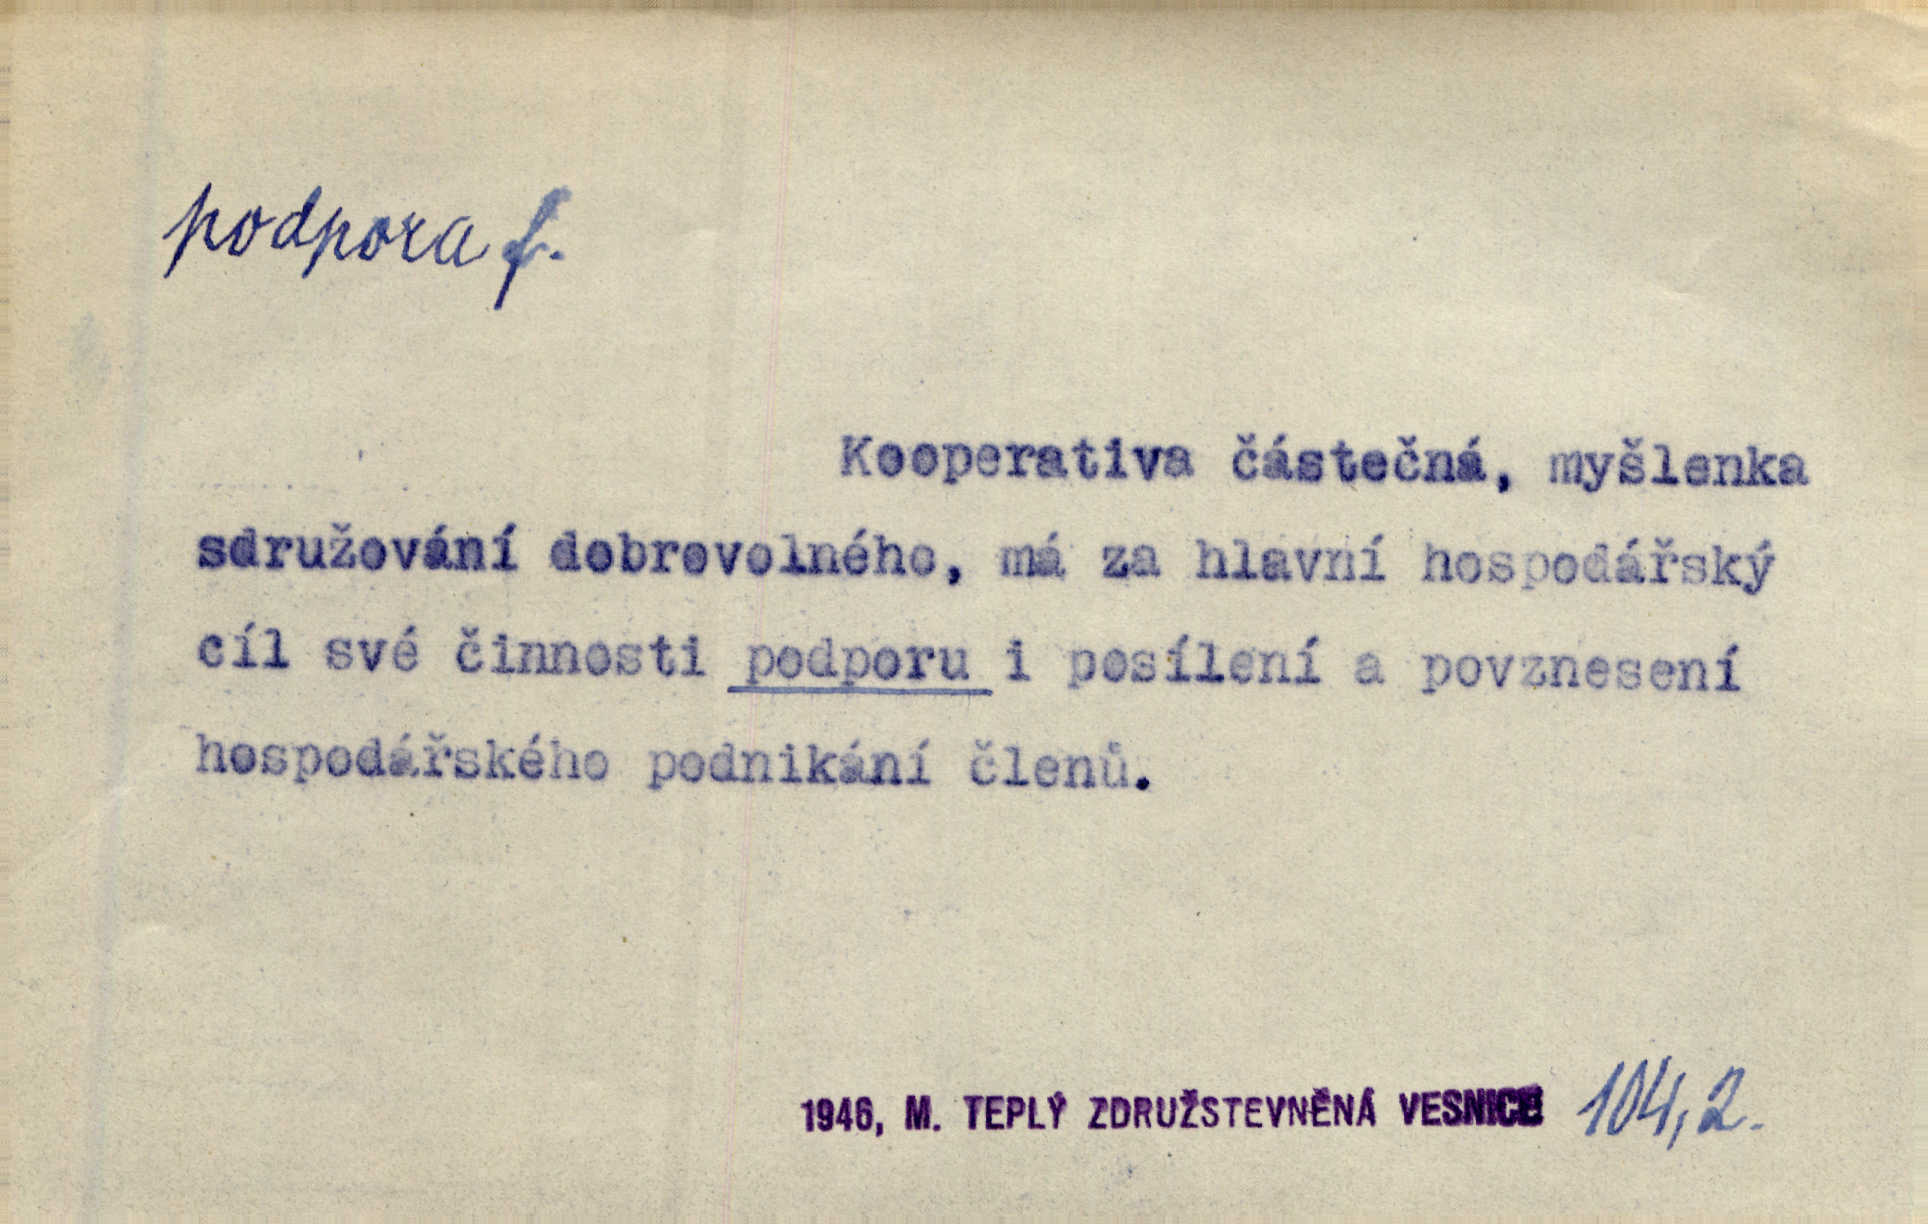 podpora f.
Kooperativa částečná, myšlenka
sdružování dobrovolného, má za hlavní hospodářský
cíl své činnosti podporu i posílení a povznesení
hospodářského podnikání členů.
1946, M. TEPLÝ ZDRUŽSTEVNĚNÁ VESNICE 104,2.